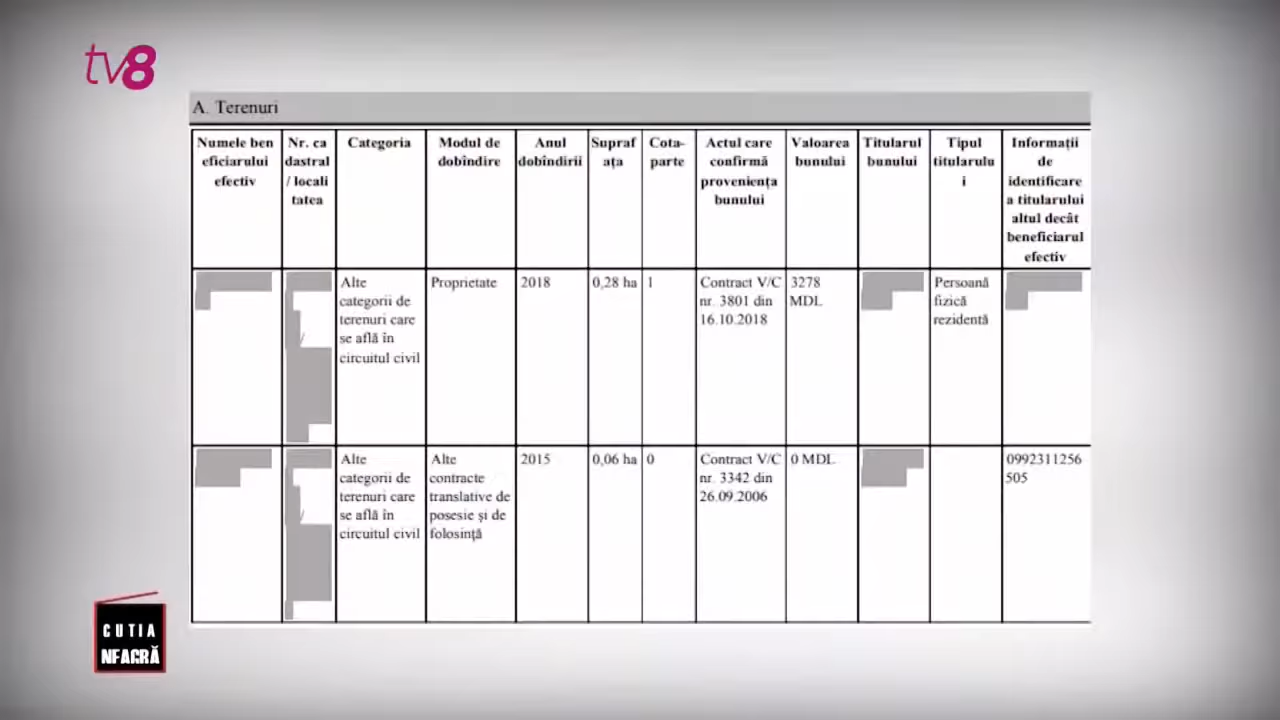 tv8
A. Terenuri
Numele ben
eficiarului
efectiv
Nr. ca
dastral
/ locali
tatea
Categoria
Modul de
dobîndire
Anul
dobîndirii
Supraf
ața
Cota-
parte
Actul care
confirmă
proveniența
bunului
Valoarea
bunului
Titularul
bunului
Tipul
titularulu
i
Informații
de
identificare
a titularului
altul decât
beneficiarul
efectiv
/
Alte
categorii de
terenuri care
se află în
circuitul civil
Proprietate
2018
0,28 ha
1
Contract V/C
nr. 3801 din
16.10.2018
3278
MDL
Persoană
fizică
rezidentă
/
Alte
categorii de
terenuri care
se află în
circuitul civil
Alte
contracte
translative de
posesie și de
folosință
2015
0,06 ha
0
Contract V/C
nr. 3342 din
26.09.2006
0 MDL
0992311256
505
CUTIA
NEAGRĂ